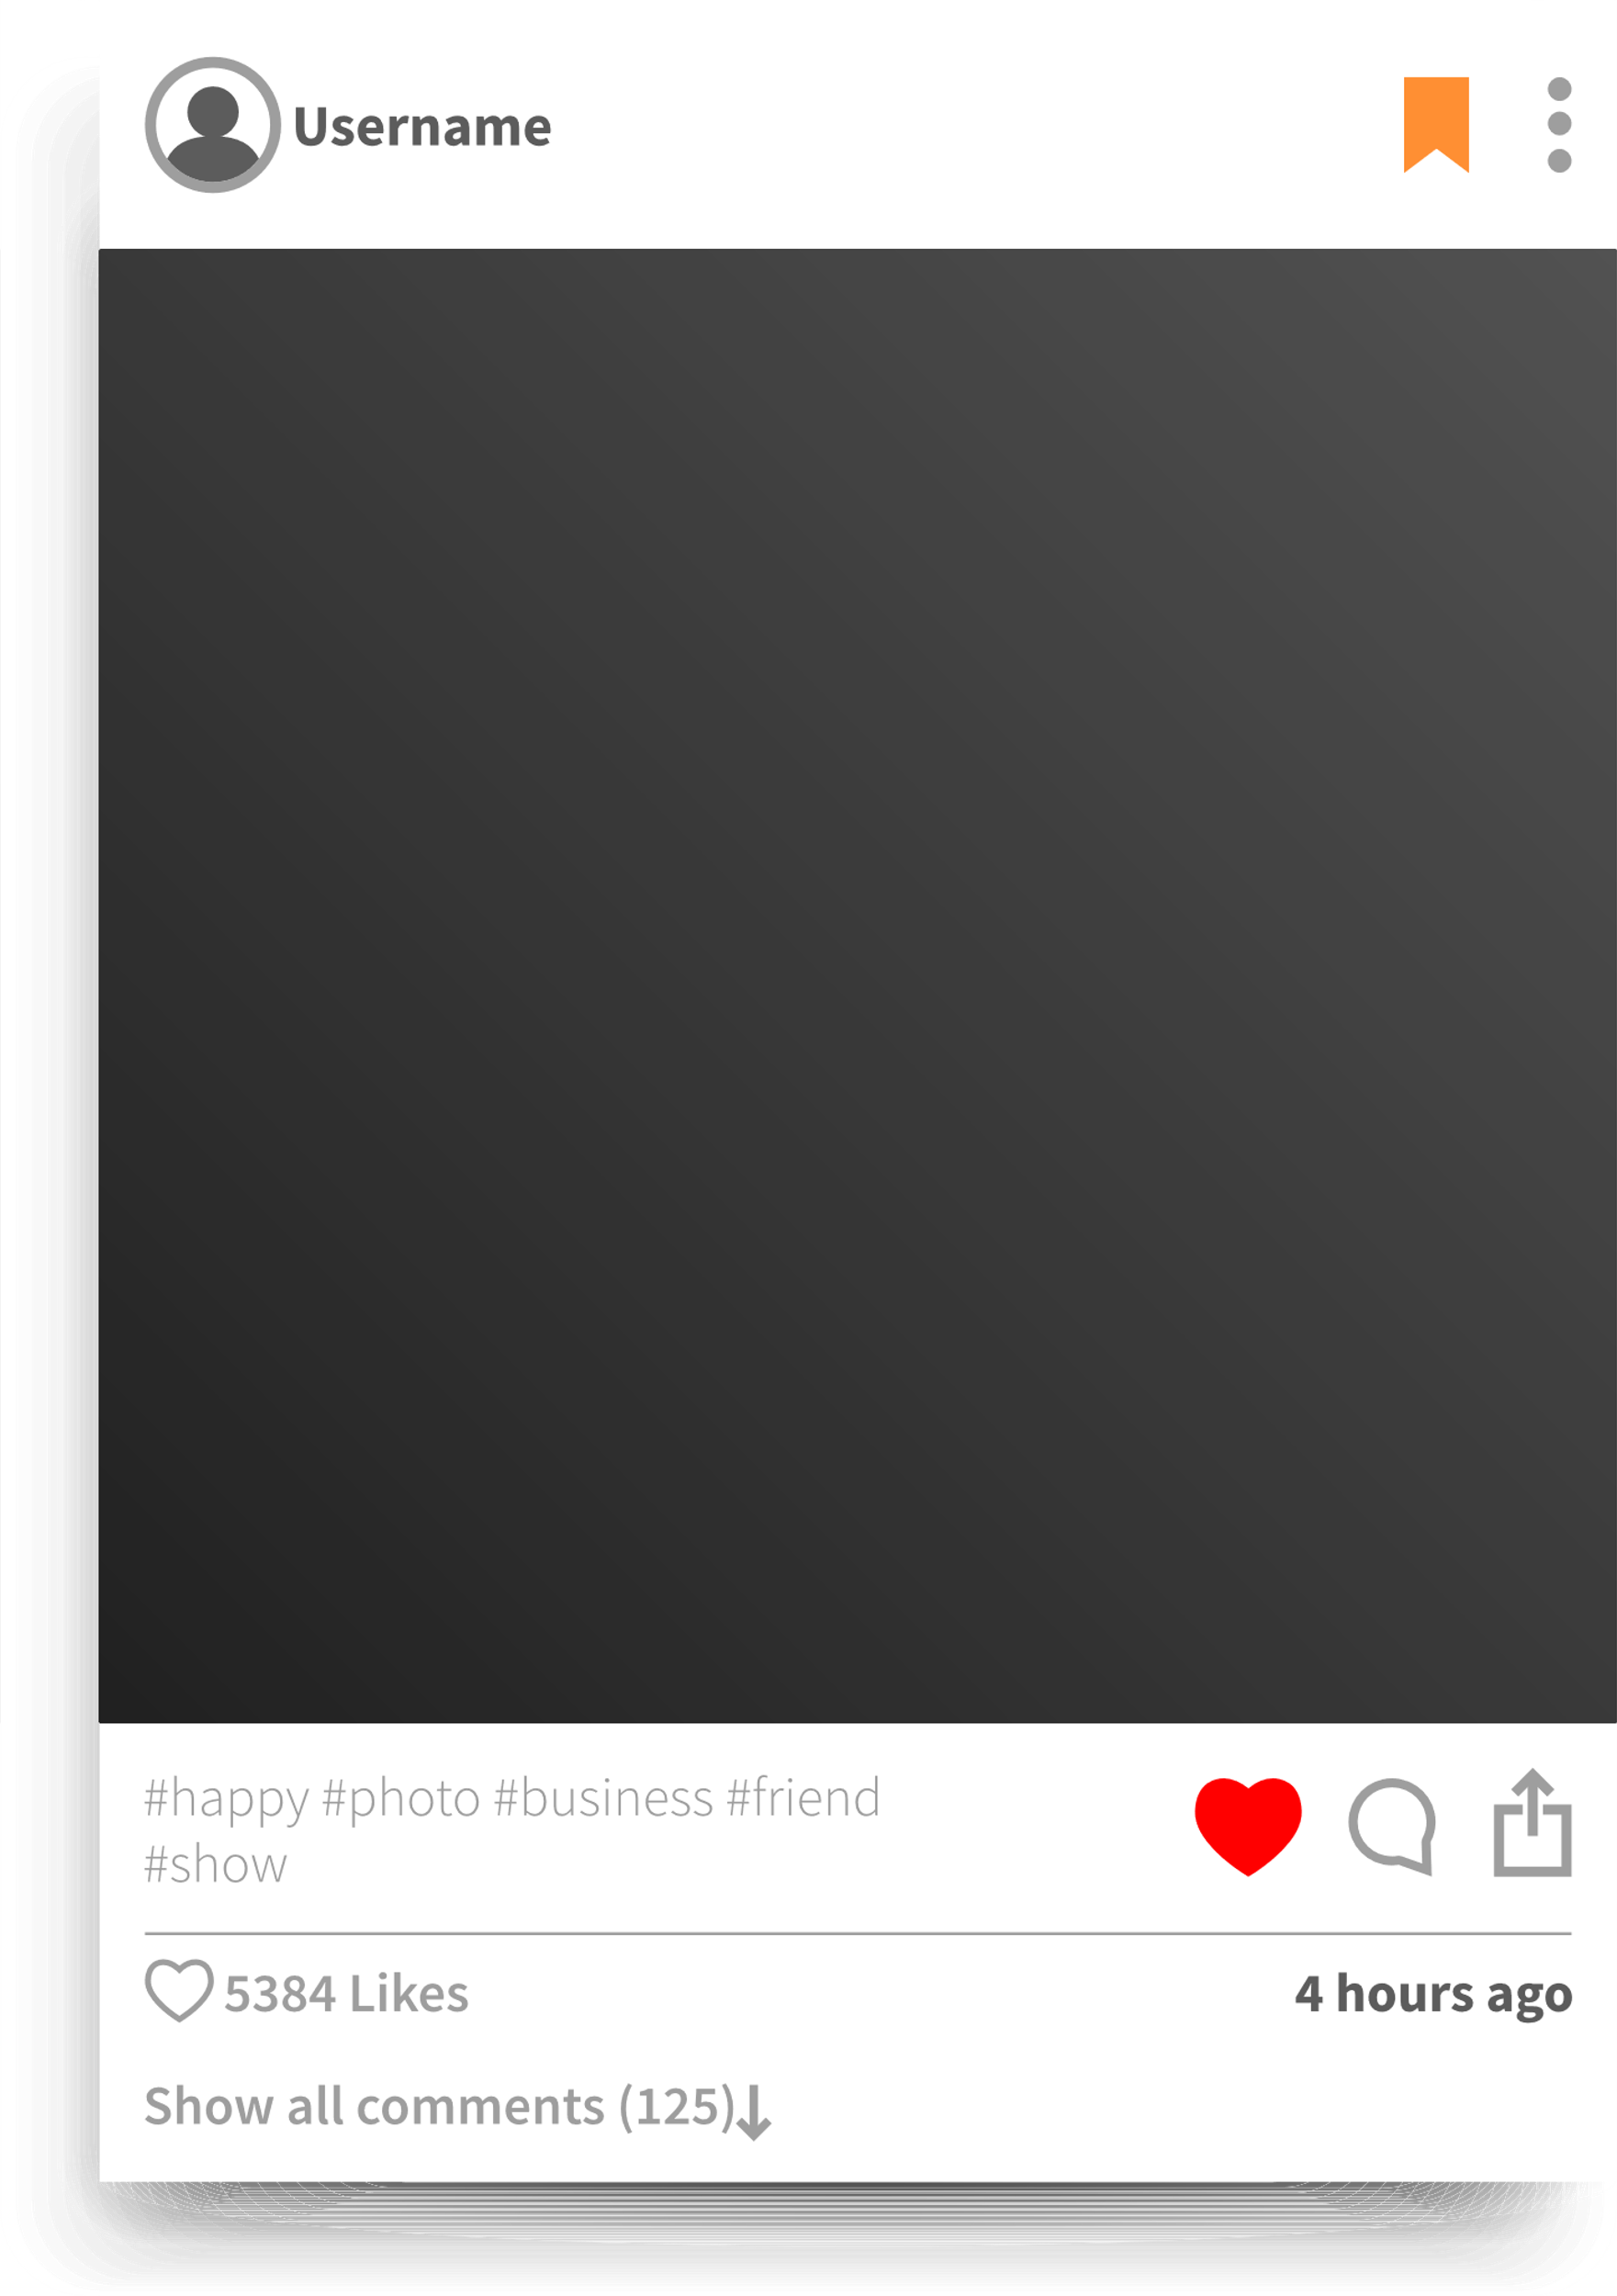 Username
#happy #photo #business #friend
#show
5384 Likes
4 hours ago
Show all comments (125)